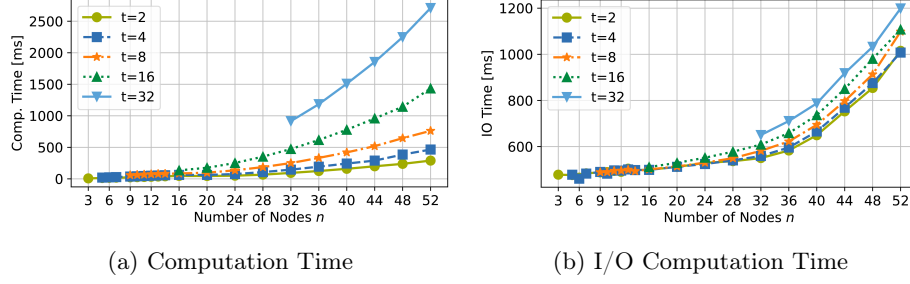 2500
2000
1500
1000
500
0
Comp. Time [ms]
t=2
t=4
t=8
t=16
t=32
3 6 9 12 16 20 24 28 32 36 40 44 48 52
Number of Nodes n
(a) Computation Time
1200
1000
800
600
IO Time [ms]
t=2
t=4
t=8
t=16
t=32
3 6 9 12 16 20 24 28 32 36 40 44 48 52
Number of Nodes n
(b) I/O Computation Time